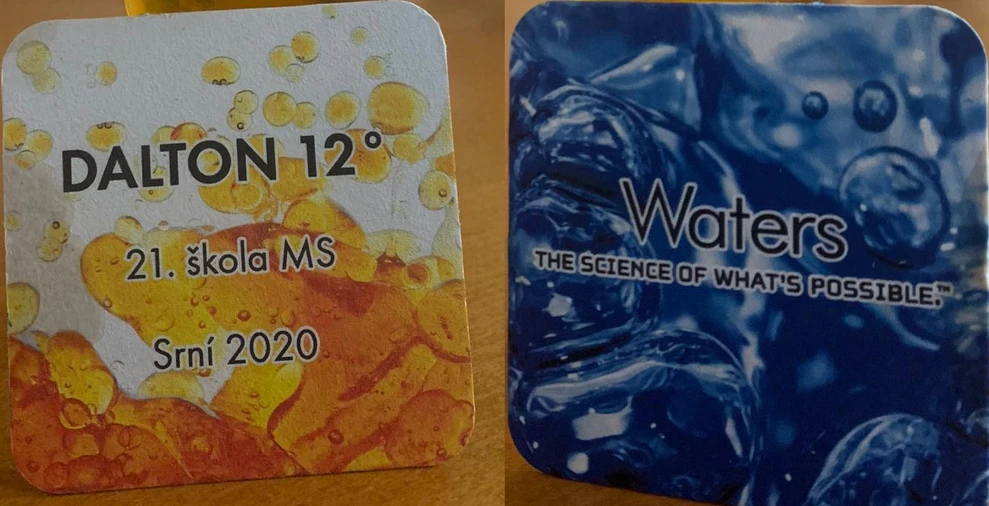 DALTON 12°
21. škola MS
Srní 2020
Waters
THE SCIENCE OF WHAT'S POSSIBLE.™